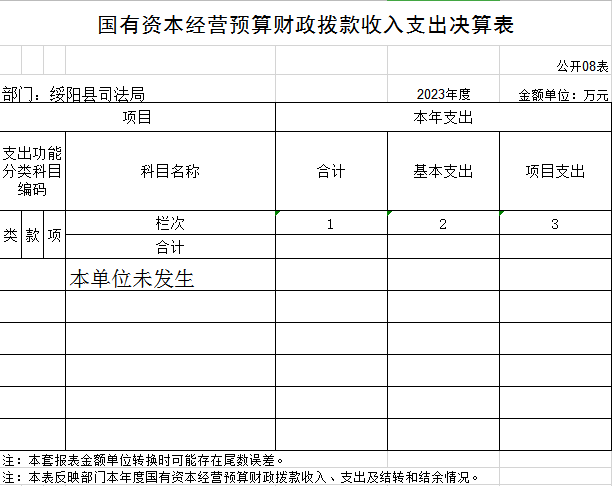 国有资本经营预算财政拨款收入支出决算表
公开08表
部门：绥阳县司法局 2023年度 金额单位：万元
项目 本年支出
支出功能分类科目编码 科目名称 合计 基本支出 项目支出
类 款 项 栏次 1 2 3
合计
本单位未发生
注：本套报表金额单位转换时可能存在尾数误差。
注：本表反映部门本年度国有资本经营预算财政拨款收入、支出及结转和结余情况。